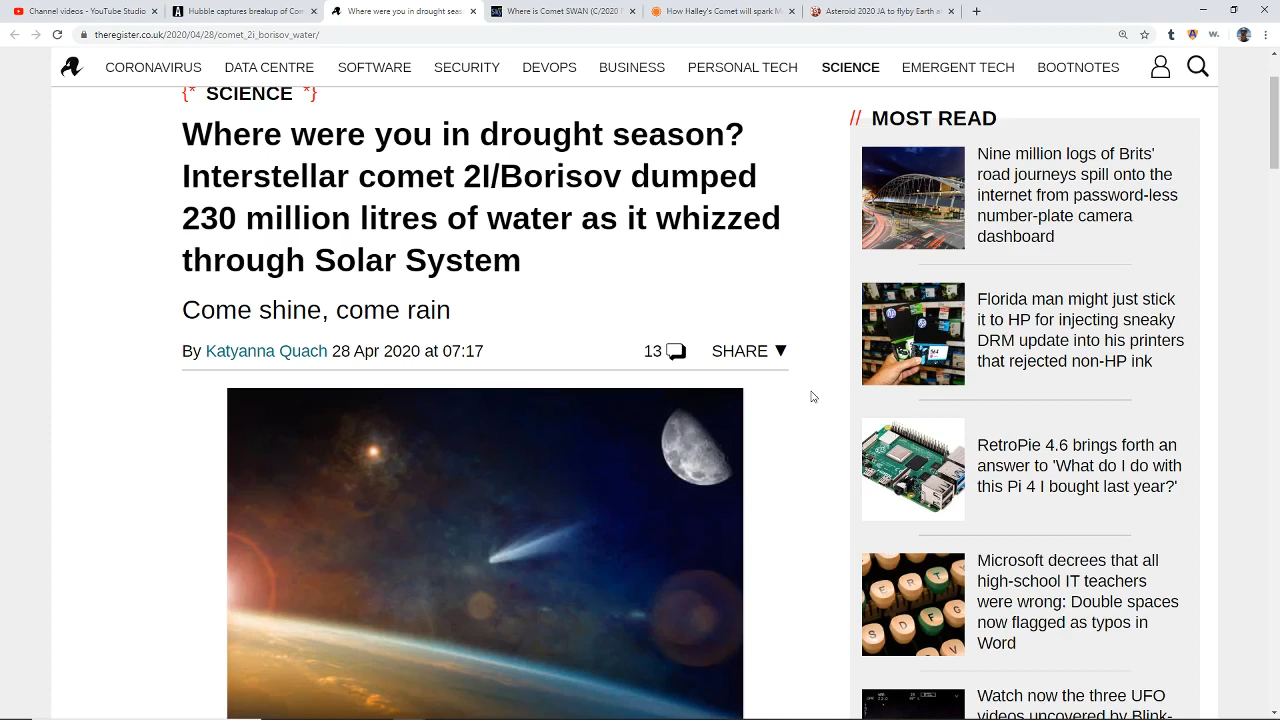 Channel videos - YouTube Studio
Hubble captures breakup of Com
Where were you in drought sea
Where is Comet SWAN (C/2020 F
How Halley's Comet will spark M
Asteroid 2020 JA to flyby Earth a
theregister.co.uk/2020/04/28/comet_2i_borisov_water/
CORONAVIRUS DATA CENTRE SOFTWARE SECURITY DEVOPS BUSINESS PERSONAL TECH SCIENCE EMERGENT TECH BOOTNOTES
{* SCIENCE *}
Where were you in drought season?
Interstellar comet 2I/Borisov dumped
230 million litres of water as it whizzed
through Solar System
Come shine, come rain
By Katyanna Quach 28 Apr 2020 at 07:17
13
SHARE ▼
// MOST READ
Nine million logs of Brits'
road journeys spill onto the
internet from password-less
number-plate camera
dashboard
Florida man might just stick
it to HP for injecting sneaky
DRM update into his printers
that rejected non-HP ink
RetroPie 4.6 brings forth an
answer to 'What do I do with
this Pi 4 I bought last year?'
Microsoft decrees that all
high-school IT teachers
were wrong: Double spaces
now flagged as typos in
Word
Watch now the three UFO
videos uncovered by Blink-